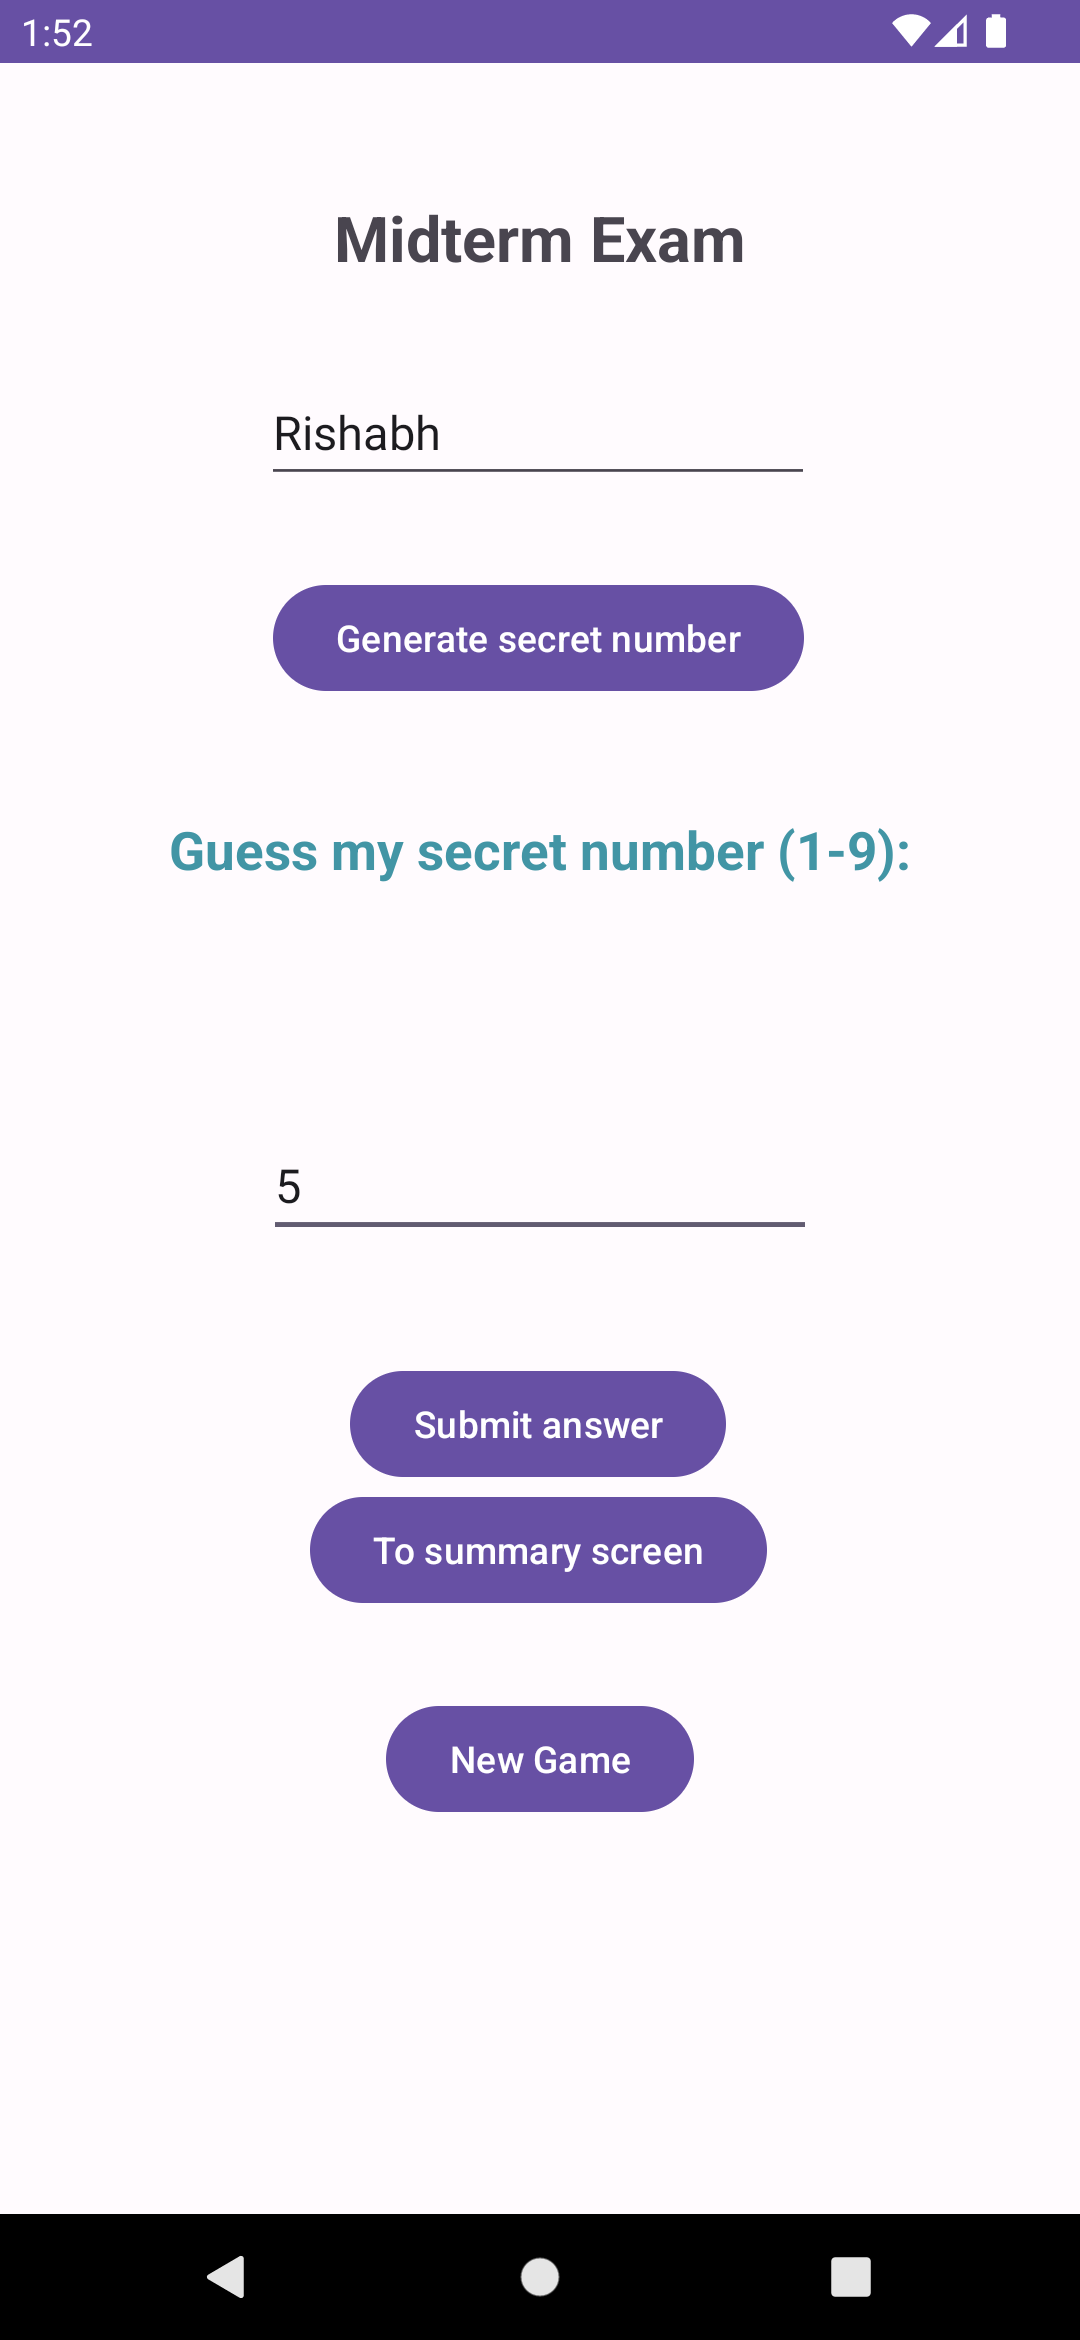 1:52
Midterm Exam
Rishabh
Generate secret number
Guess my secret number (1-9):
5
Submit answer
To summary screen
New Game